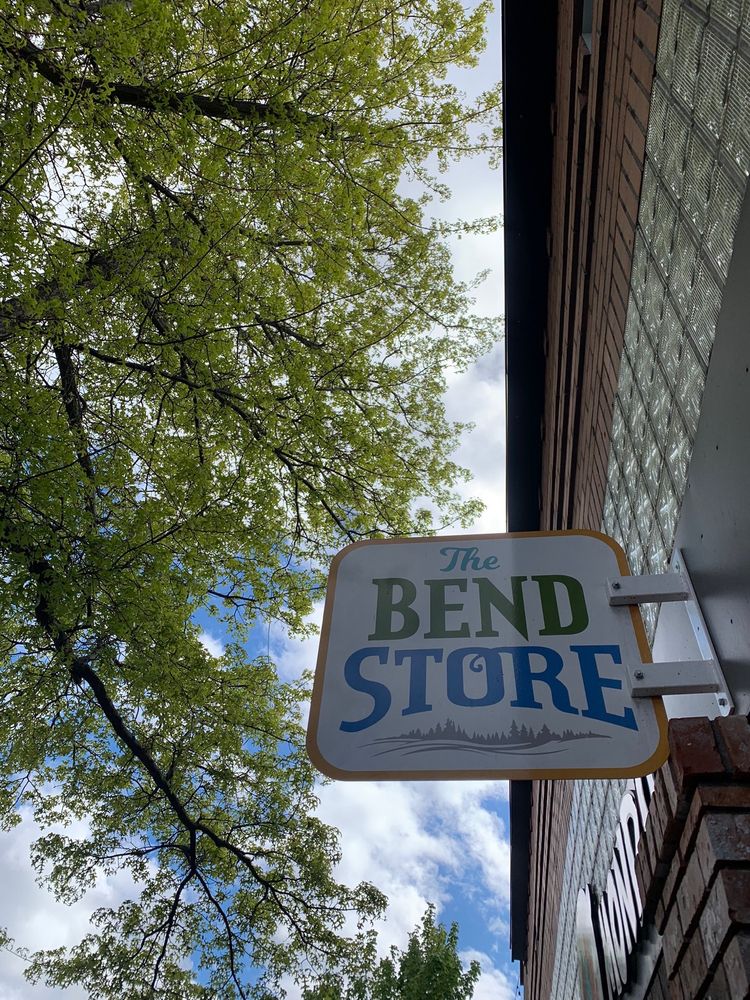 The
BEND
STORE